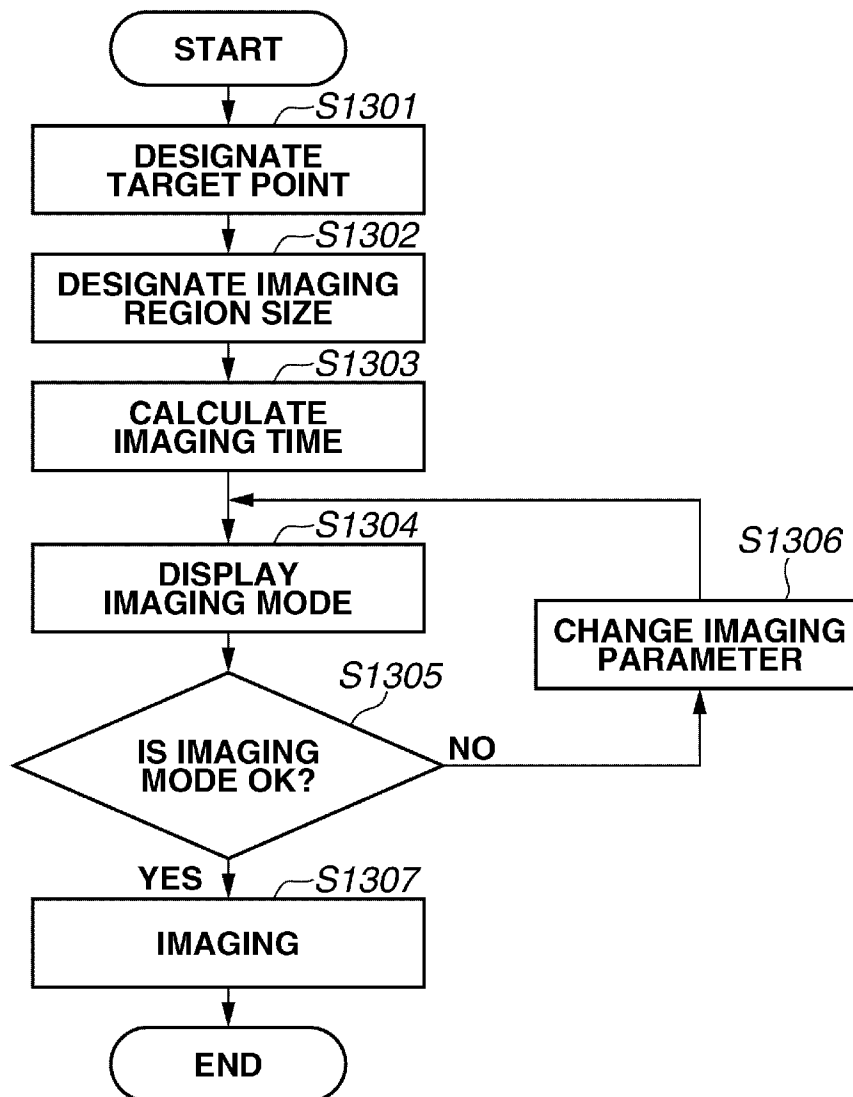 START
S1301
DESIGNATE
TARGET POINT
S1302
DESIGNATE IMAGING
REGION SIZE
S1303
CALCULATE
IMAGING TIME
S1304
DISPLAY
IMAGING MODE
S1306
CHANGE IMAGING
PARAMETER
S1305
IS IMAGING
MODE OK?
NO
YES
S1307
IMAGING
END